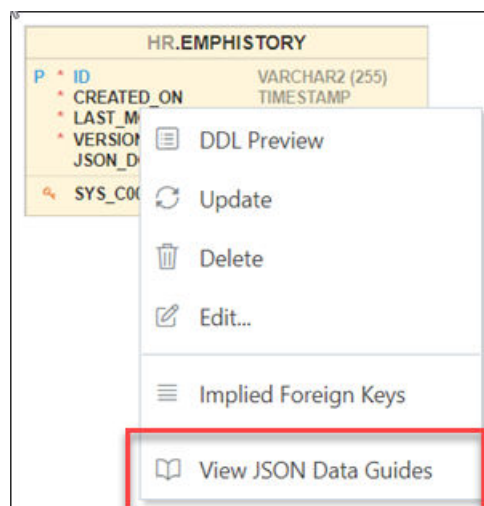 HR.EMPHISTORY
P * ID VARCHAR2 (255)
* CREATED_ON TIMESTAMP
* LAST_M
* VERSION
JSON_D
SYS_C00
DDL Preview
Update
Delete
Edit...
Implied Foreign Keys
View JSON Data Guides